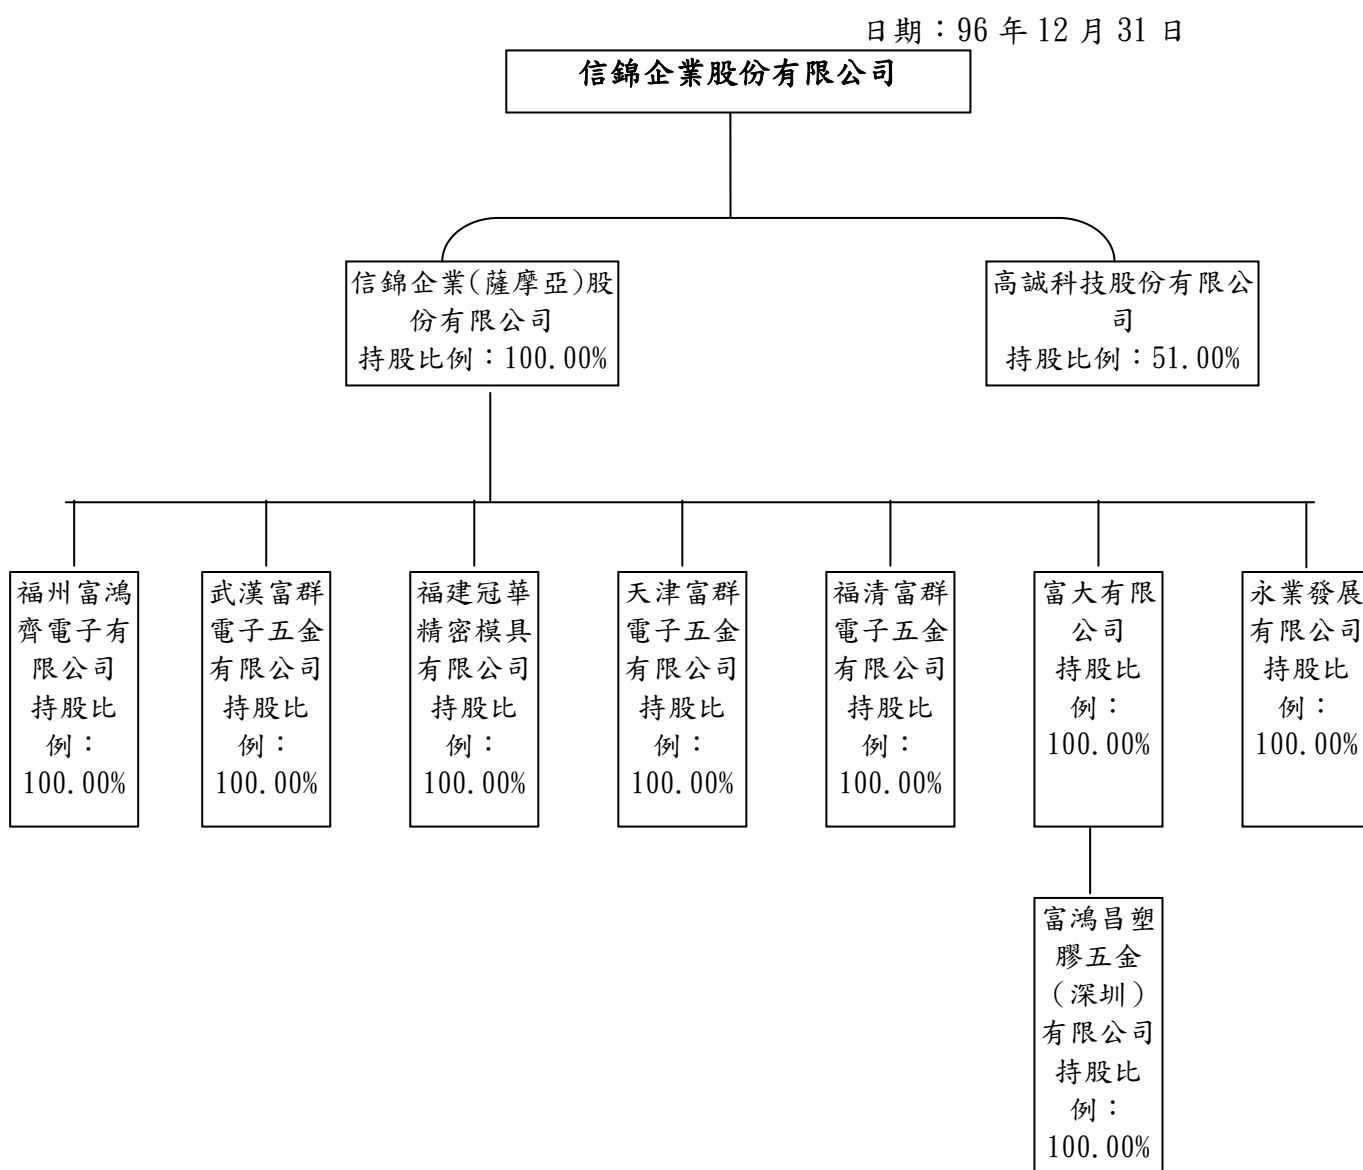 日期：96 年 12 月 31 日
信錦企業股份有限公司
信錦企業(薩摩亞)股
份有限公司
持股比例：100.00%
高誠科技股份有限公
司
持股比例：51.00%
福州富鴻
齊電子有
限公司
持股比
例：
100.00%
武漢富群
電子五金
有限公司
持股比
例：
100.00%
福建冠華
精密模具
有限公司
持股比
例：
100.00%
天津富群
電子五金
有限公司
持股比
例：
100.00%
福清富群
電子五金
有限公司
持股比
例：
100.00%
富大有限
公司
持股比
例：
100.00%
永業發展
有限公司
持股比
例：
100.00%
富鴻昌塑
膠五金
（深圳）
有限公司
持股比
例：
100.00%